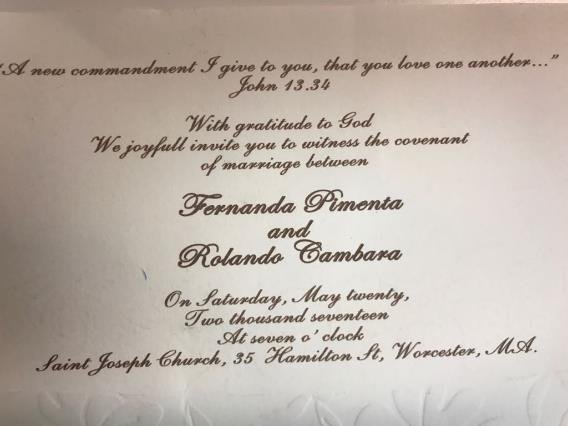 "A new commandment I give to you, that you love one another..."
John 13.34
With gratitude to God
We joyfull invite you to witness the covenant
of marriage between
Fernanda Pimenta
and
Rolando Cambara
On Saturday, May twenty,
Two thousand seventeen
At seven o' clock
Saint Joseph Church, 35 Hamilton St, Worcester, MA.